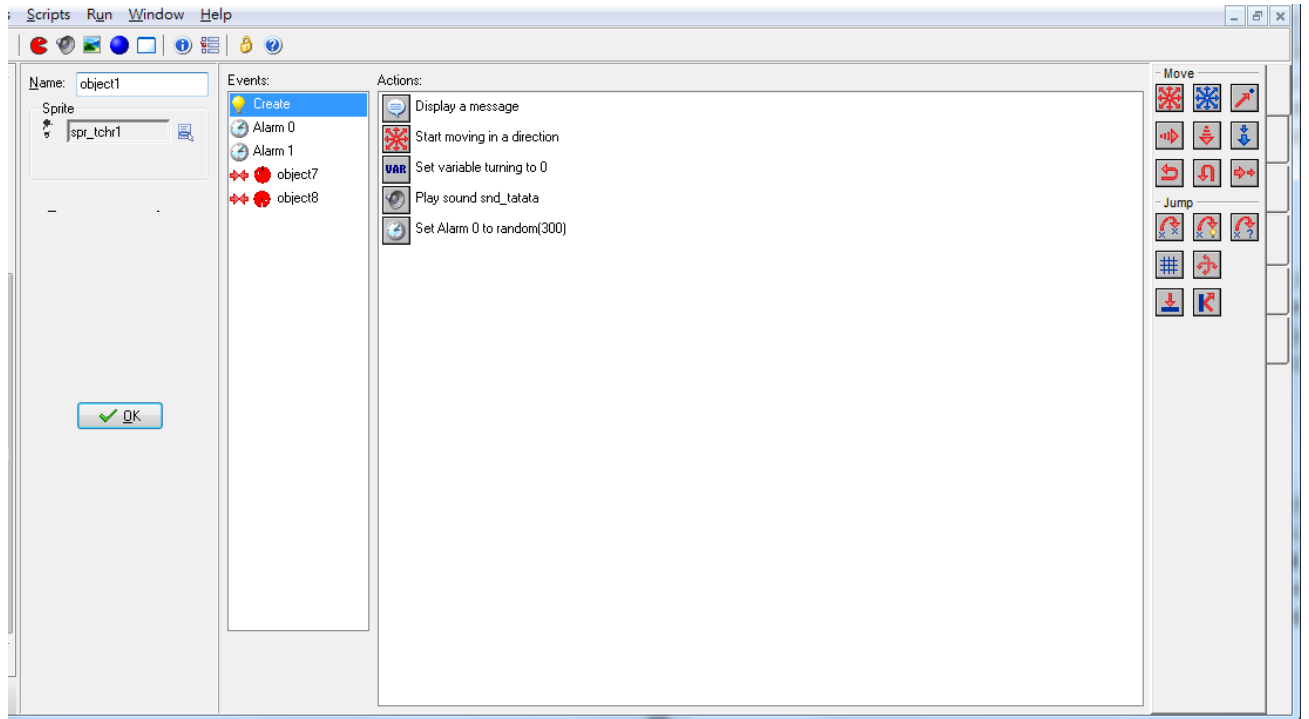 Scripts Run Window Help
Name: object1
Sprite
spr_tchr1
OK
Events:
Create
Alarm 0
Alarm 1
object7
object8
Actions:
Display a message
Start moving in a direction
VAR Set variable turning to 0
Play sound snd_tatata
Set Alarm 0 to random(300)
Move
Jump